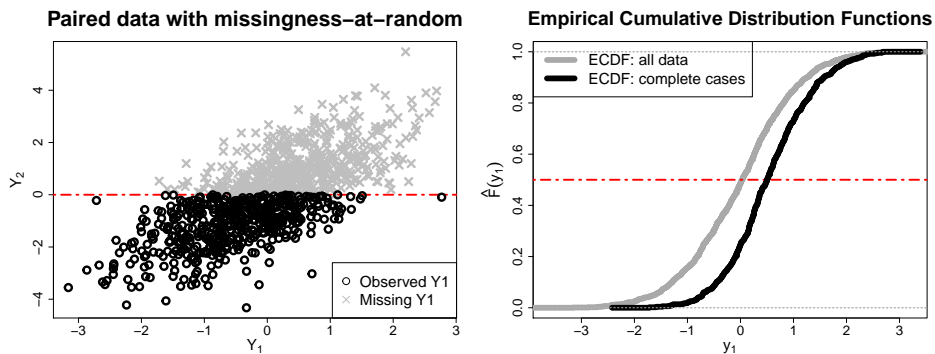 Paired data with missingness−at−random
Y₂
4
2
0
−2
−4
Observed Y1
Missing Y1
−3 −2 −1 0 1 2 3
Y₁
Empirical Cumulative Distribution Functions
F̂(y₁)
1.0
0.8
0.6
0.4
0.2
0.0
ECDF: all data
ECDF: complete cases
−3 −2 −1 0 1 2 3
y₁